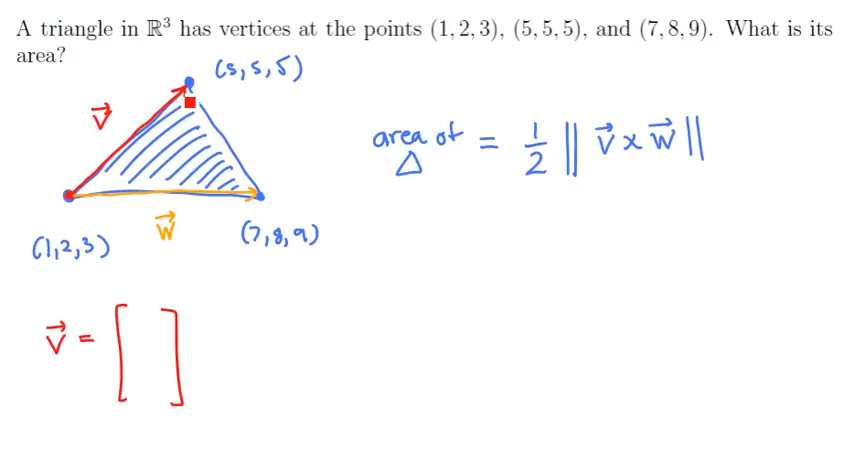 A triangle in ℝ³ has vertices at the points (1, 2, 3), (5, 5, 5), and (7, 8, 9). What is its
area?
(5,5,5)
v⃗
area of
Δ = 1/2 ‖ v⃗ x w⃗ ‖
w⃗
(1,2,3)
(7,8,9)
v⃗ = [ ]